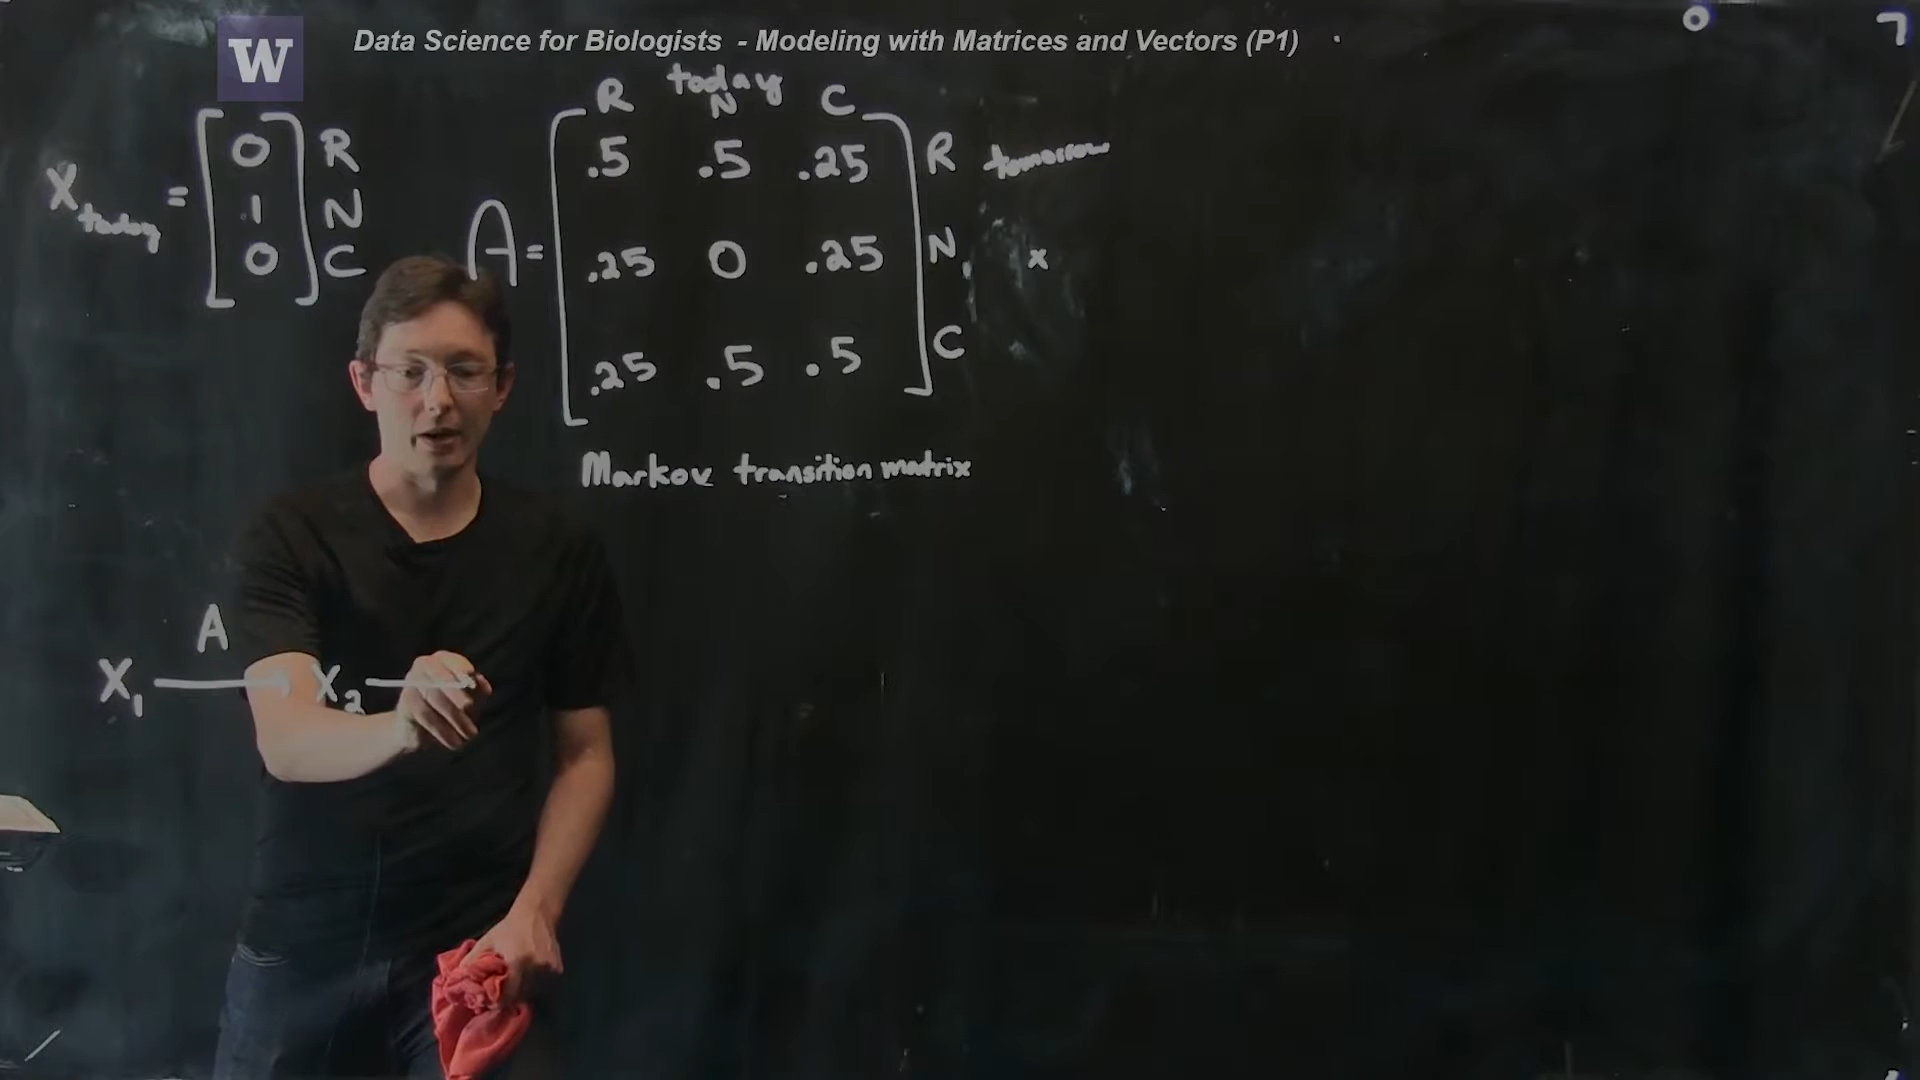 W
Data Science for Biologists - Modeling with Matrices and Vectors (P1)
X today = [ 0 .1 0 ] R N C
today
R N C
A = [ .5 .5 .25 ] R tomorrow
.25 0 .25 N x
.25 .5 .5 C
Markov transition matrix
A
X1 → X2